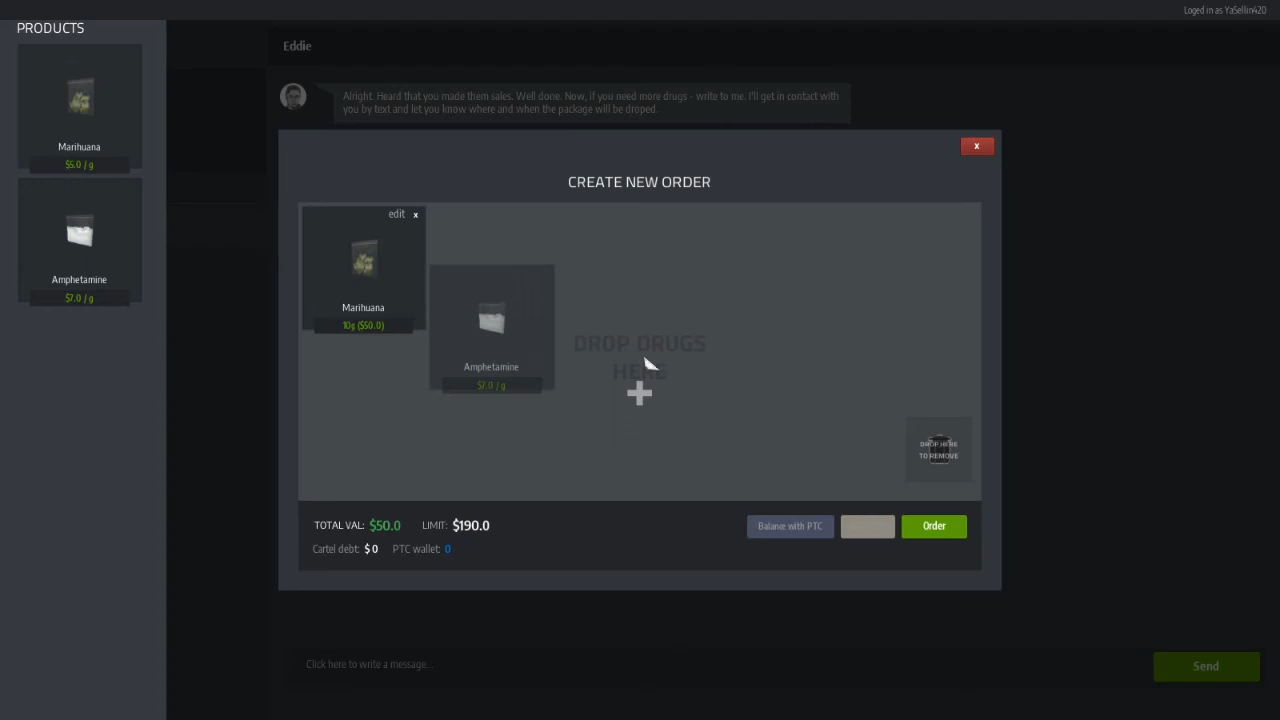 Loged in as YaSellin420
PRODUCTS
Marihuana
$5.0 / g
Amphetamine
$7.0 / g
Eddie
Alright. Heard that you made them sales. Well done. Now, if you need more drugs - write to me. I'll get in contact with
you by text and let you know where and when the package will be droped.
x
CREATE NEW ORDER
edit x
Marihuana
10g ($50.0)
Amphetamine
$7.0 / g
DROP DRUGS
HERE
DROP HERE
TO REMOVE
TOTAL VAL: $50.0 LIMIT: $190.0
Balance with PTC
Order
Cartel debt: $ 0 PTC wallet: 0
Click here to write a message...
Send